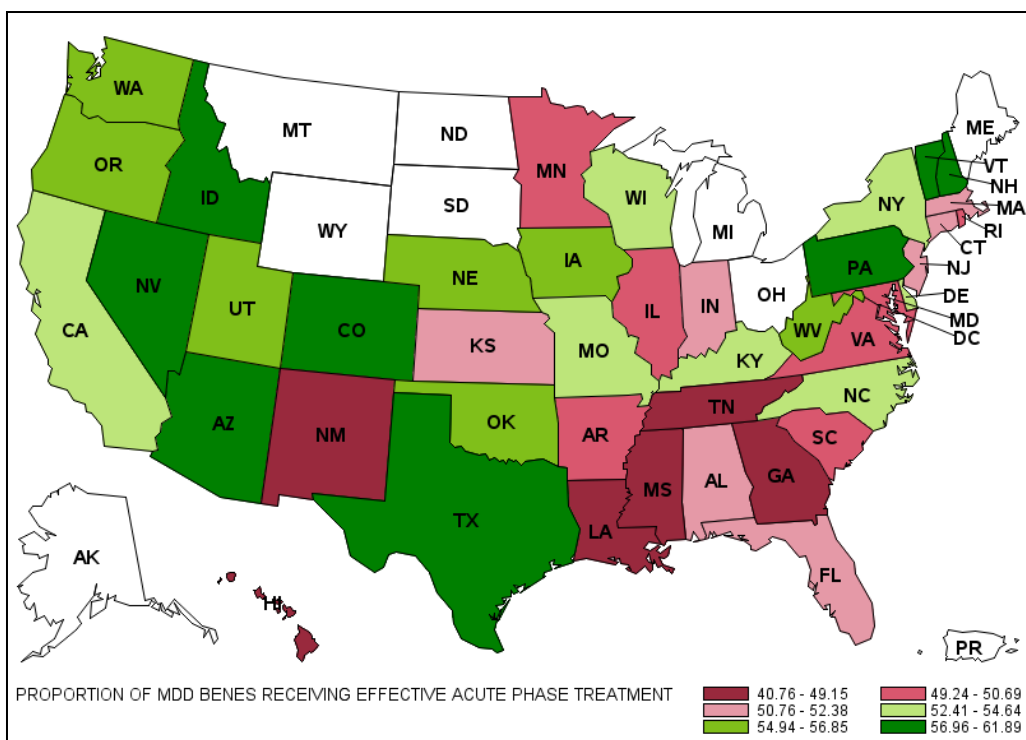 WA
MT
ND
ME
OR
MN
VT
NH
ID
SD
WI
NY
MA
RI
WY
MI
CT
NJ
NE
IA
PA
DE
NV
OH
MD
DC
UT
CO
IL
IN
WV
VA
CA
KS
MO
KY
NC
AZ
NM
OK
AR
TN
SC
MS
AL
GA
TX
LA
AK
FL
HI
PR
PROPORTION OF MDD BENES RECEIVING EFFECTIVE ACUTE PHASE TREATMENT
40.76 - 49.15 49.24 - 50.69
50.76 - 52.38 52.41 - 54.64
54.94 - 56.85 56.96 - 61.89